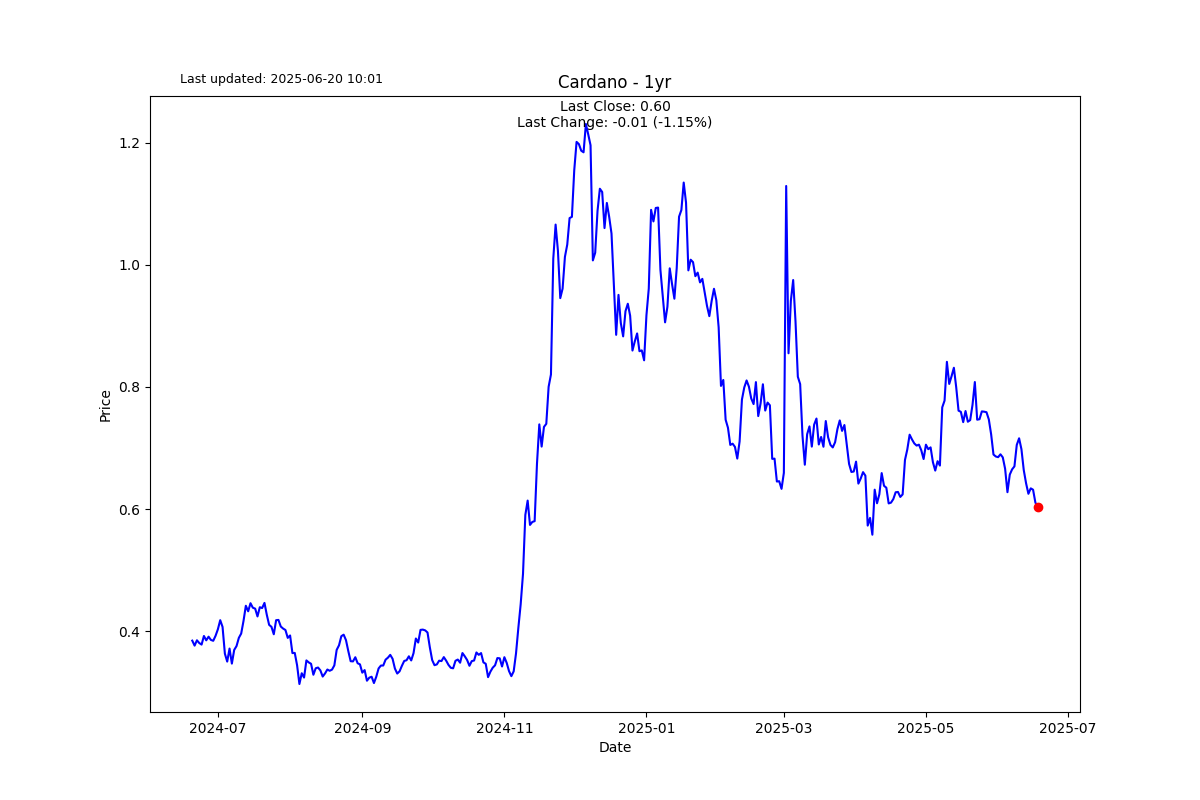 Last updated: 2025-06-20 10:01
Cardano - 1yr
Last Close: 0.60
Last Change: -0.01 (-1.15%)
1.2
1.0
0.8
0.6
0.4
Price
2024-07
2024-09
2024-11
2025-01
2025-03
2025-05
2025-07
Date